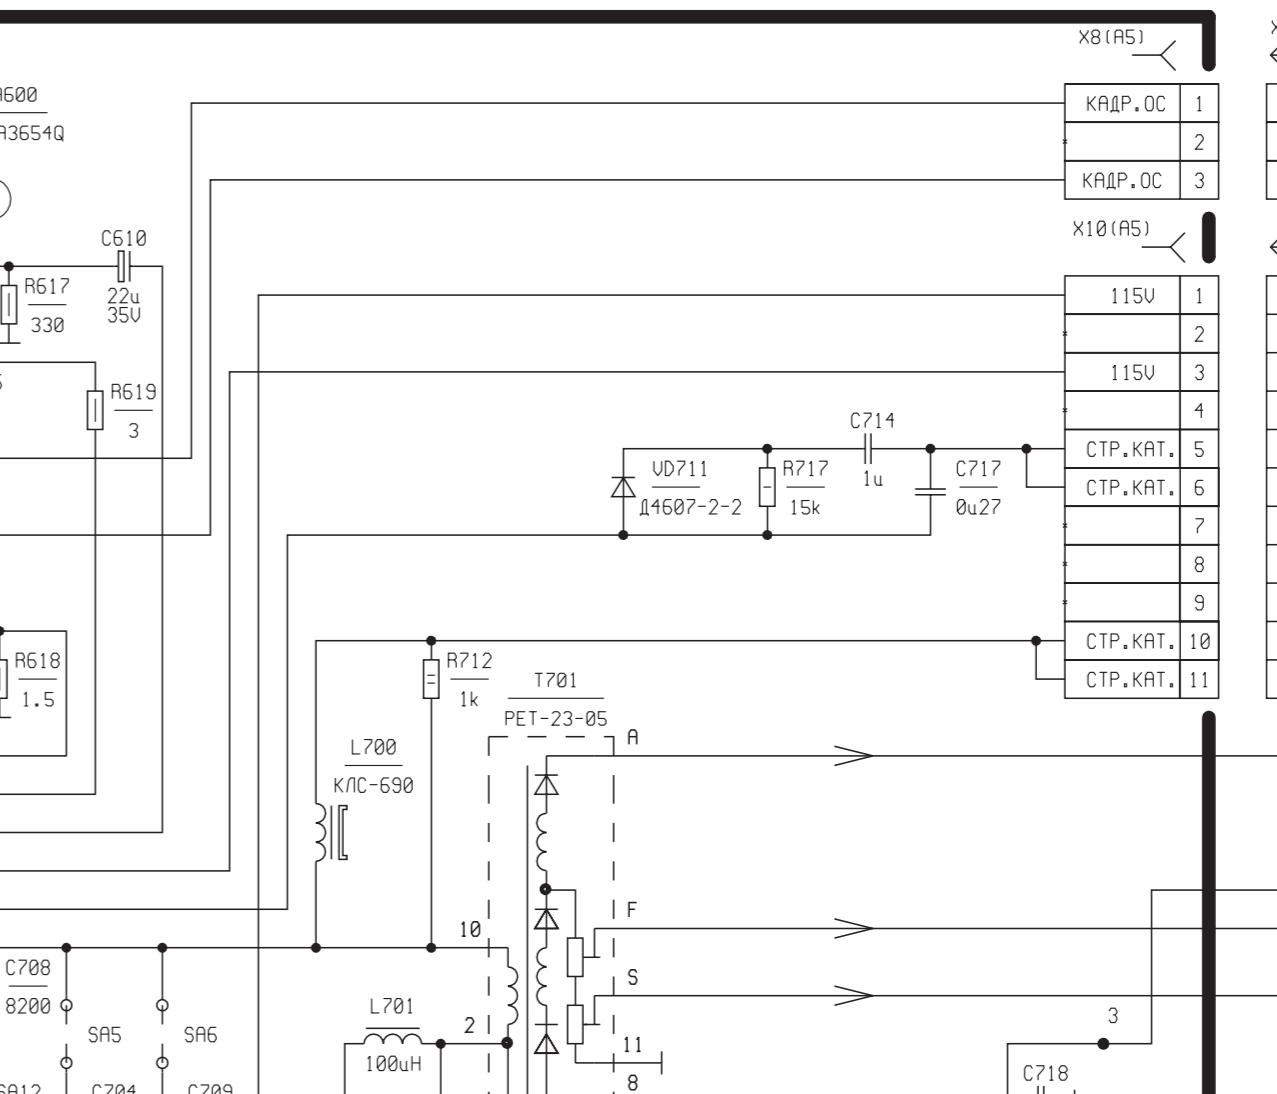 X8(A5)
КАДР.ОС 1
2
КАДР.ОС 3
A3654Q
X10(A5)
115V 1
2
115V 3
4
СТР.КАТ. 5
СТР.КАТ. 6
7
8
9
СТР.КАТ. 10
СТР.КАТ. 11
C610
22u
35V
R617
330
R619
3
C714
1u
VD711
Д4607-2-2
R717
15k
C717
0u27
R618
1.5
R712
1k
T701
PET-23-05
A
L700
КЛС-690
F
10
S
C708
8200
SA5
SA6
L701
100uH
2
11
8
3
C718
C704
C709